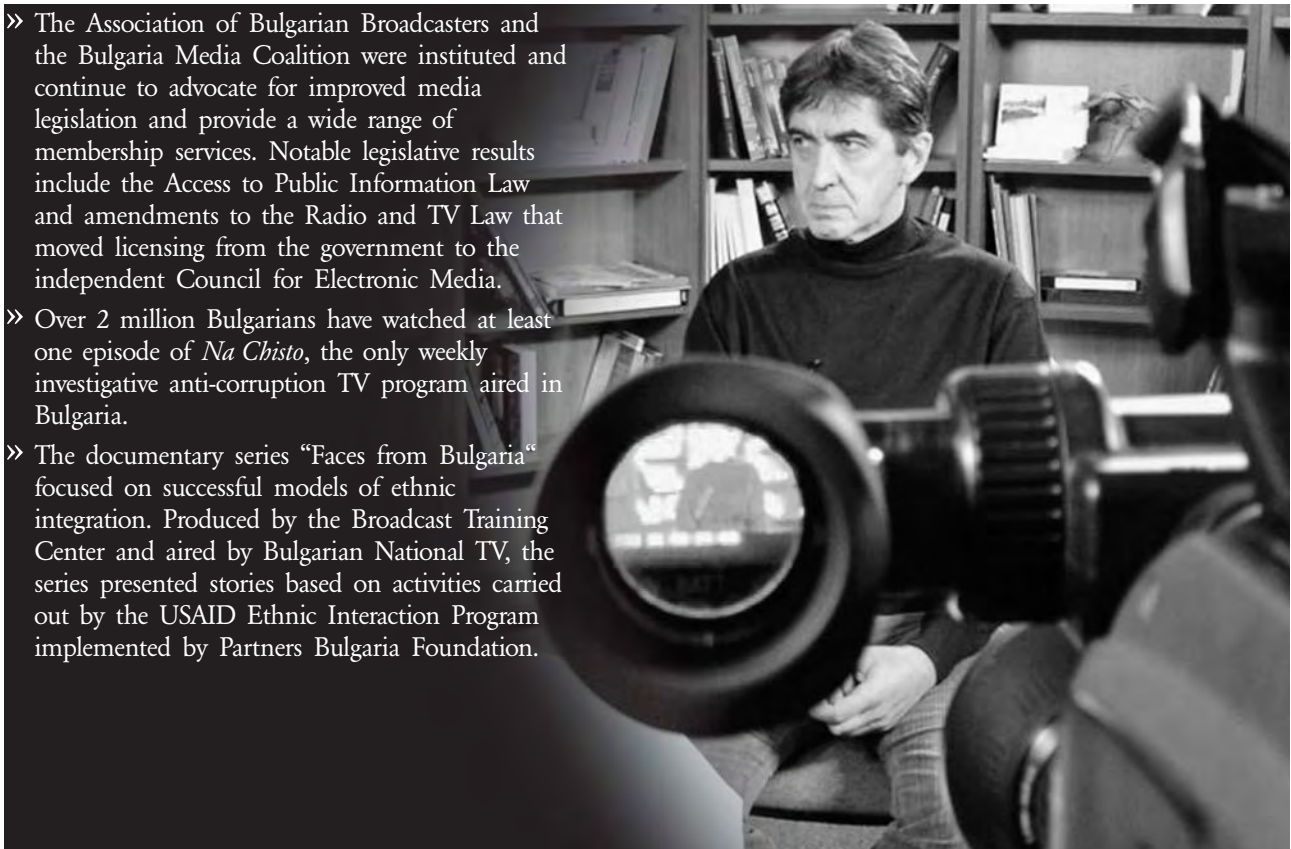 » The Association of Bulgarian Broadcasters and
the Bulgaria Media Coalition were instituted and
continue to advocate for improved media
legislation and provide a wide range of
membership services. Notable legislative results
include the Access to Public Information Law
and amendments to the Radio and TV Law that
moved licensing from the government to the
independent Council for Electronic Media.
» Over 2 million Bulgarians have watched at least
one episode of Na Chisto, the only weekly
investigative anti-corruption TV program aired in
Bulgaria.
» The documentary series “Faces from Bulgaria“
focused on successful models of ethnic
integration. Produced by the Broadcast Training
Center and aired by Bulgarian National TV, the
series presented stories based on activities carried
out by the USAID Ethnic Interaction Program
implemented by Partners Bulgaria Foundation.
BATT